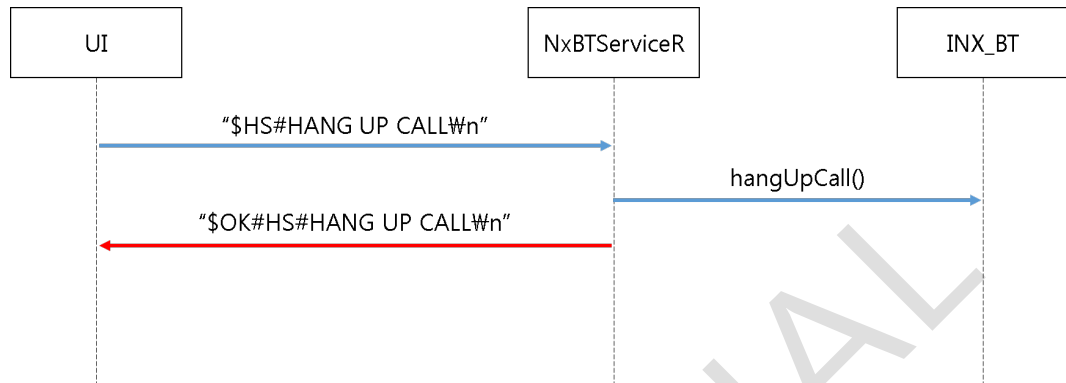 UI
NxBTServiceR
INX_BT
“$HS#HANG UP CALL₩n”
hangUpCall()
“$OK#HS#HANG UP CALL₩n”